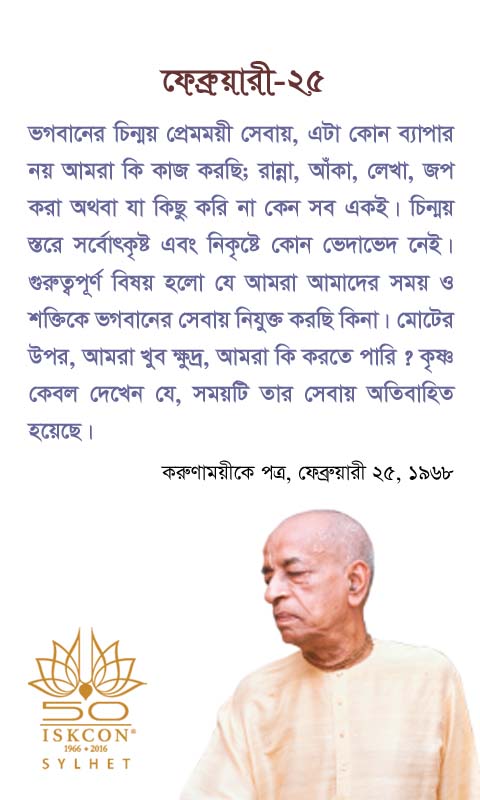 ফেব্রুয়ারী-২৫
ভগবানের চিন্ময় প্রেমময়ী সেবায়, এটা কোন ব্যাপার
নয় আমরা কি কাজ করছি; রান্না, আঁকা, লেখা, জপ
করা অথবা যা কিছু করি না কেন সব একই। চিন্ময়
স্তরে সর্বোৎকৃষ্ট এবং নিকৃষ্টে কোন ভেদাভেদ নেই।
গুরুত্বপূর্ণ বিষয় হলো যে আমরা আমাদের সময় ও
শক্তিকে ভগবানের সেবায় নিযুক্ত করছি কিনা। মোটের
উপর, আমরা খুব ক্ষুদ্র, আমরা কি করতে পারি ? কৃষ্ণ
কেবল দেখেন যে, সময়টি তার সেবায় অতিবাহিত
হয়েছে।
করুণাময়ীকে পত্র, ফেব্রুয়ারী ২৫, ১৯৬৮
50
ISKCON®
1966 • 2016
SYLHET